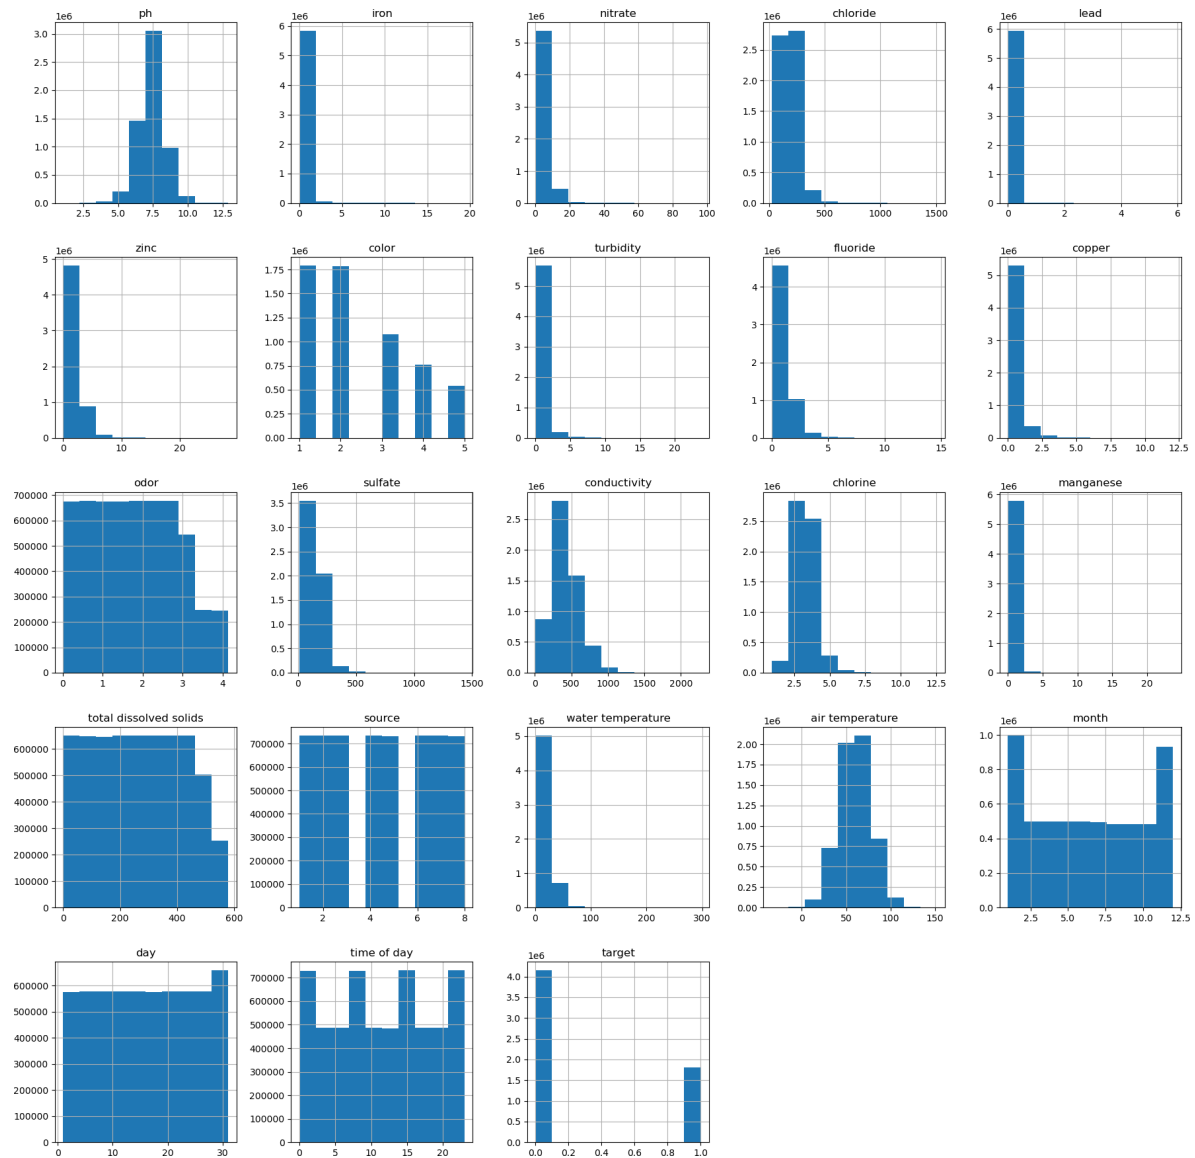 ph
1e6
3.0
2.5
2.0
1.5
1.0
0.5
0.0
2.5 5.0 7.5 10.0 12.5
iron
1e6
6
5
4
3
2
1
0
0 5 10 15 20
nitrate
1e6
5
4
3
2
1
0
0 20 40 60 80 100
chloride
1e6
2.5
2.0
1.5
1.0
0.5
0.0
0 500 1000 1500
lead
1e6
6
5
4
3
2
1
0
0 2 4 6
zinc
1e6
5
4
3
2
1
0
0 10 20
color
1e6
1.75
1.50
1.25
1.00
0.75
0.50
0.25
0.00
1 2 3 4 5
turbidity
1e6
5
4
3
2
1
0
0 5 10 15 20
fluoride
1e6
4
3
2
1
0
0 5 10 15
copper
1e6
5
4
3
2
1
0
0.0 2.5 5.0 7.5 10.0 12.5
odor
700000
600000
500000
400000
300000
200000
100000
0
0 1 2 3 4
sulfate
1e6
3.5
3.0
2.5
2.0
1.5
1.0
0.5
0.0
0 500 1000 1500
conductivity
1e6
2.5
2.0
1.5
1.0
0.5
0.0
0 500 1000 1500 2000
chlorine
1e6
2.5
2.0
1.5
1.0
0.5
0.0
2.5 5.0 7.5 10.0 12.5
manganese
1e6
6
5
4
3
2
1
0
0 5 10 15 20
total dissolved solids
600000
500000
400000
300000
200000
100000
0
0 200 400 600
source
700000
600000
500000
400000
300000
200000
100000
0
2 4 6 8
water temperature
1e6
5
4
3
2
1
0
0 100 200 300
air temperature
1e6
2.00
1.75
1.50
1.25
1.00
0.75
0.50
0.25
0.00
0 50 100 150
month
1e6
1.0
0.8
0.6
0.4
0.2
0.0
2.5 5.0 7.5 10.0 12.5
day
600000
500000
400000
300000
200000
100000
0
0 10 20 30
time of day
700000
600000
500000
400000
300000
200000
100000
0
0 5 10 15 20
target
1e6
4.0
3.5
3.0
2.5
2.0
1.5
1.0
0.5
0.0
0.0 0.2 0.4 0.6 0.8 1.0